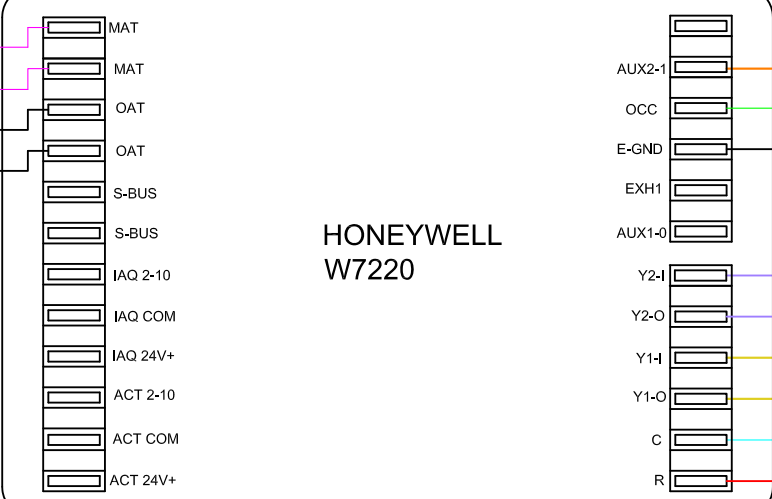 MAT
MAT
OAT
OAT
S-BUS
S-BUS
IAQ 2-10
IAQ COM
IAQ 24V+
ACT 2-10
ACT COM
ACT 24V+
HONEYWELL
W7220
AUX2-1
OCC
E-GND
EXH1
AUX1-0
Y2-I
Y2-O
Y1-I
Y1-O
C
R